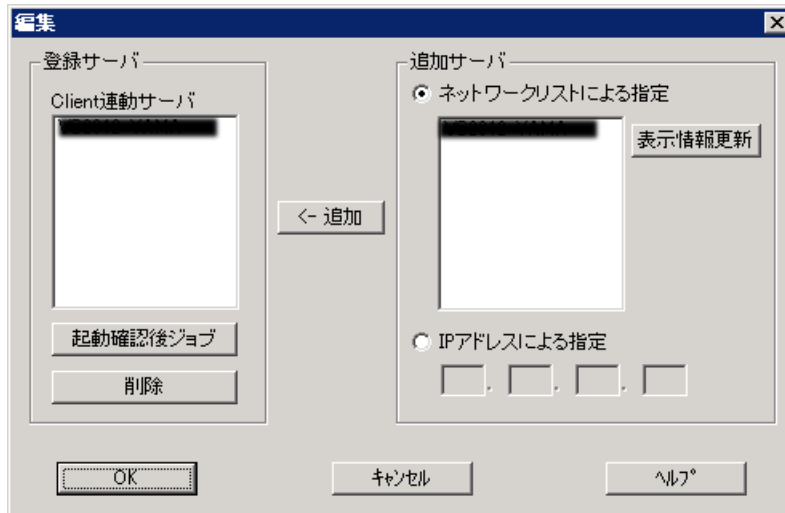 編集
登録サーバ
Client連動サーバ
起動確認後ジョブ
削除
<- 追加
追加サーバ
ネットワークリストによる指定
表示情報更新
IPアドレスによる指定
. . .
OK
キャンセル
ヘルプ